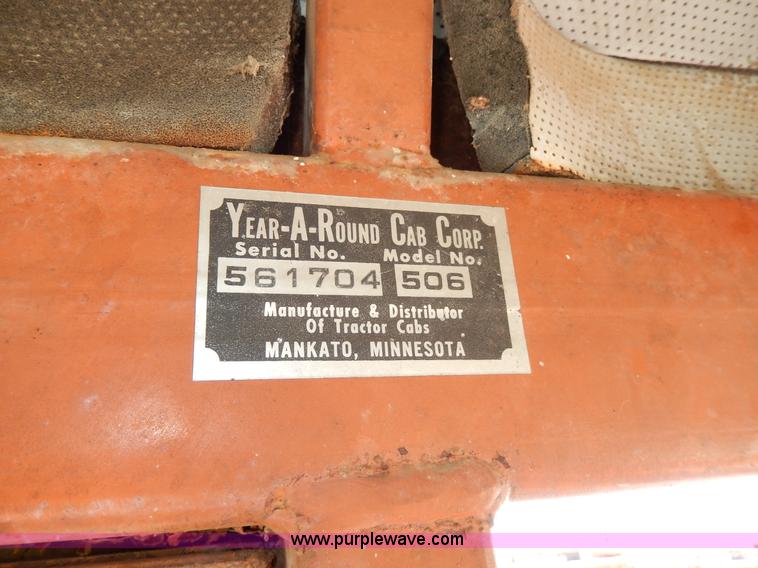 YEAR-A-ROUND CAB CORP.
Serial No. Model No.
561704 506
Manufacture & Distributor
Of Tractor Cabs
MANKATO, MINNESOTA
www.purplewave.com